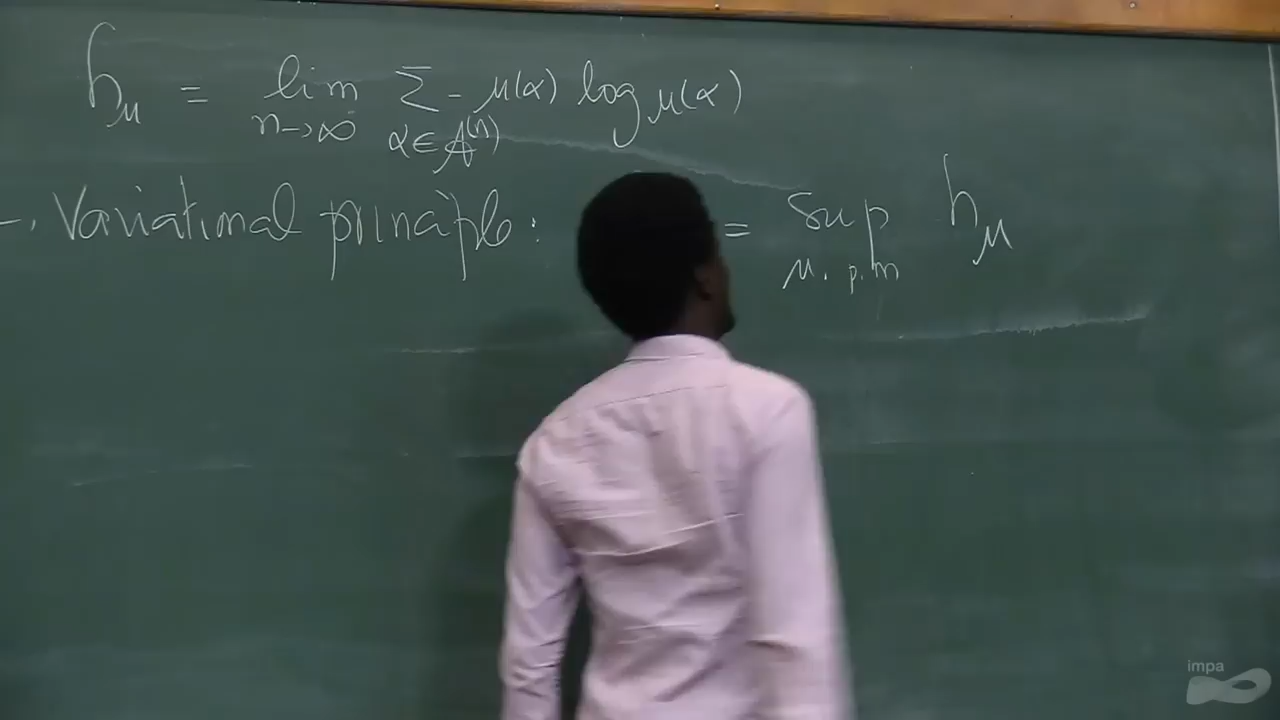 h_μ = lim_{n→∞} Σ_{α∈A^{(n)}} - μ(α) log μ(α)
-. Variational principle: = sup_{μ. p.m} h_μ
impa